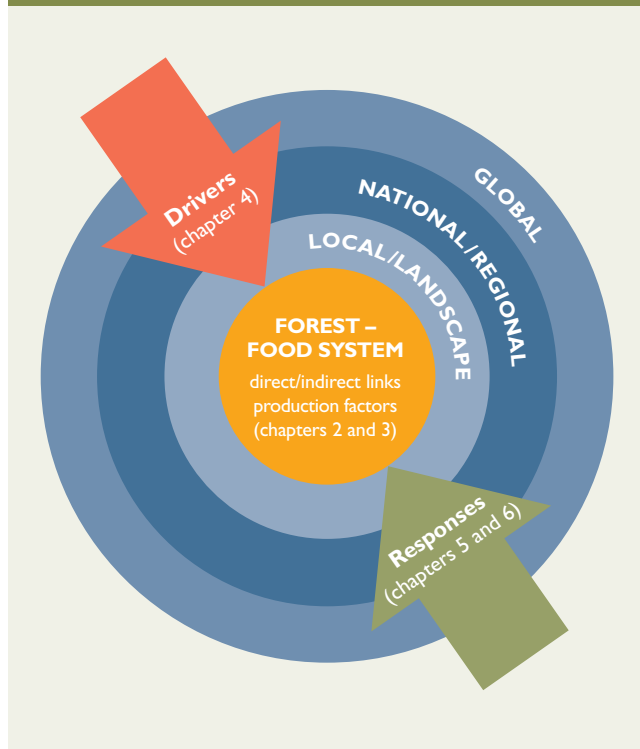 Drivers
(chapter 4)
GLOBAL
NATIONAL/REGIONAL
LOCAL/LANDSCAPE
FOREST –
FOOD SYSTEM
direct/indirect links
production factors
(chapters 2 and 3)
Responses
(chapters 5 and 6)